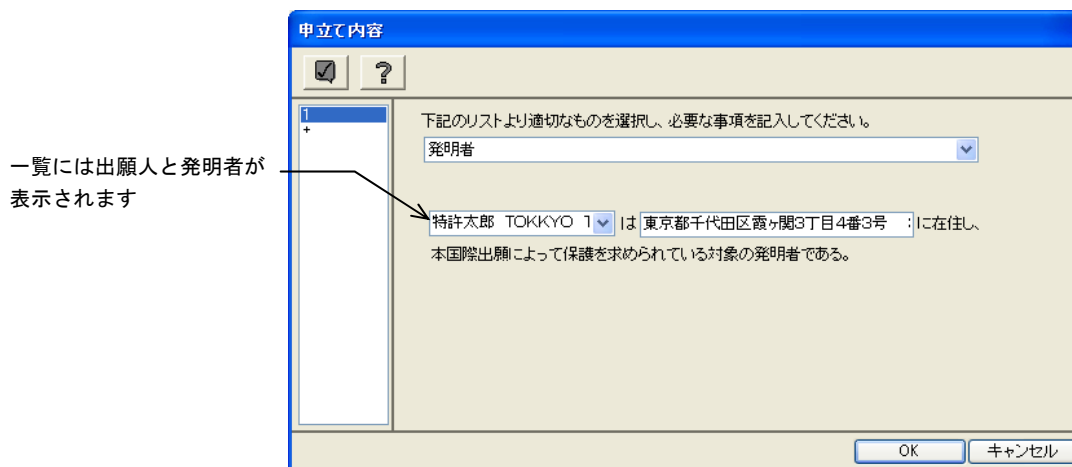 申立て内容
?
1
+
下記のリストより適切なものを選択し、必要な事項を記入してください。
発明者
一覧には出願人と発明者が
表示されます
特許太郎 TOKKYO は 東京都千代田区霞ヶ関3丁目4番3号 に在住し、
本国際出願によって保護を求められている対象の発明者である。
OK キャンセル